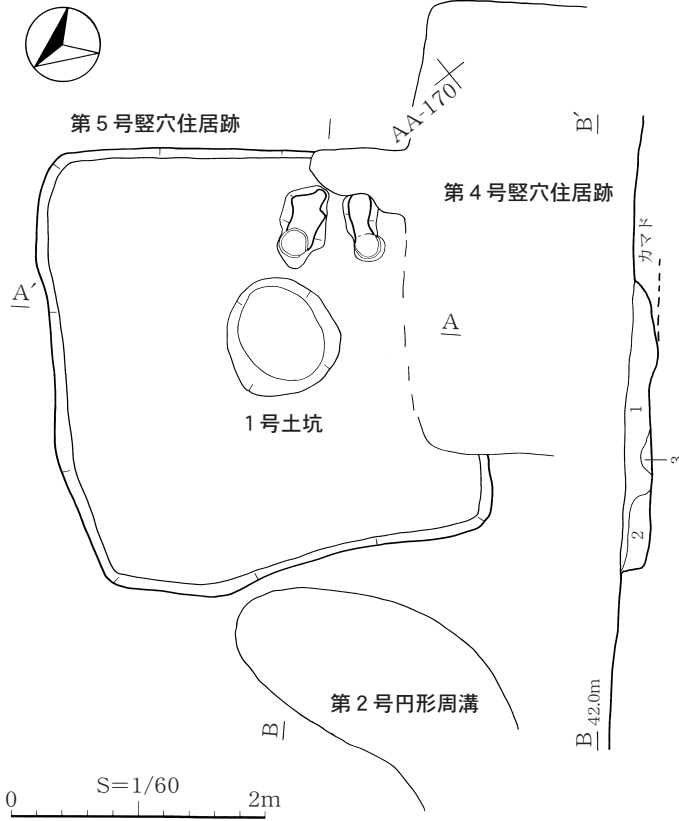 第5号竪穴住居跡
AA-170
B′
第4号竪穴住居跡
カマド
A′
A
1
1号土坑
3
2
第2号円形周溝
B
B 42.0m
S=1/60
0 2m